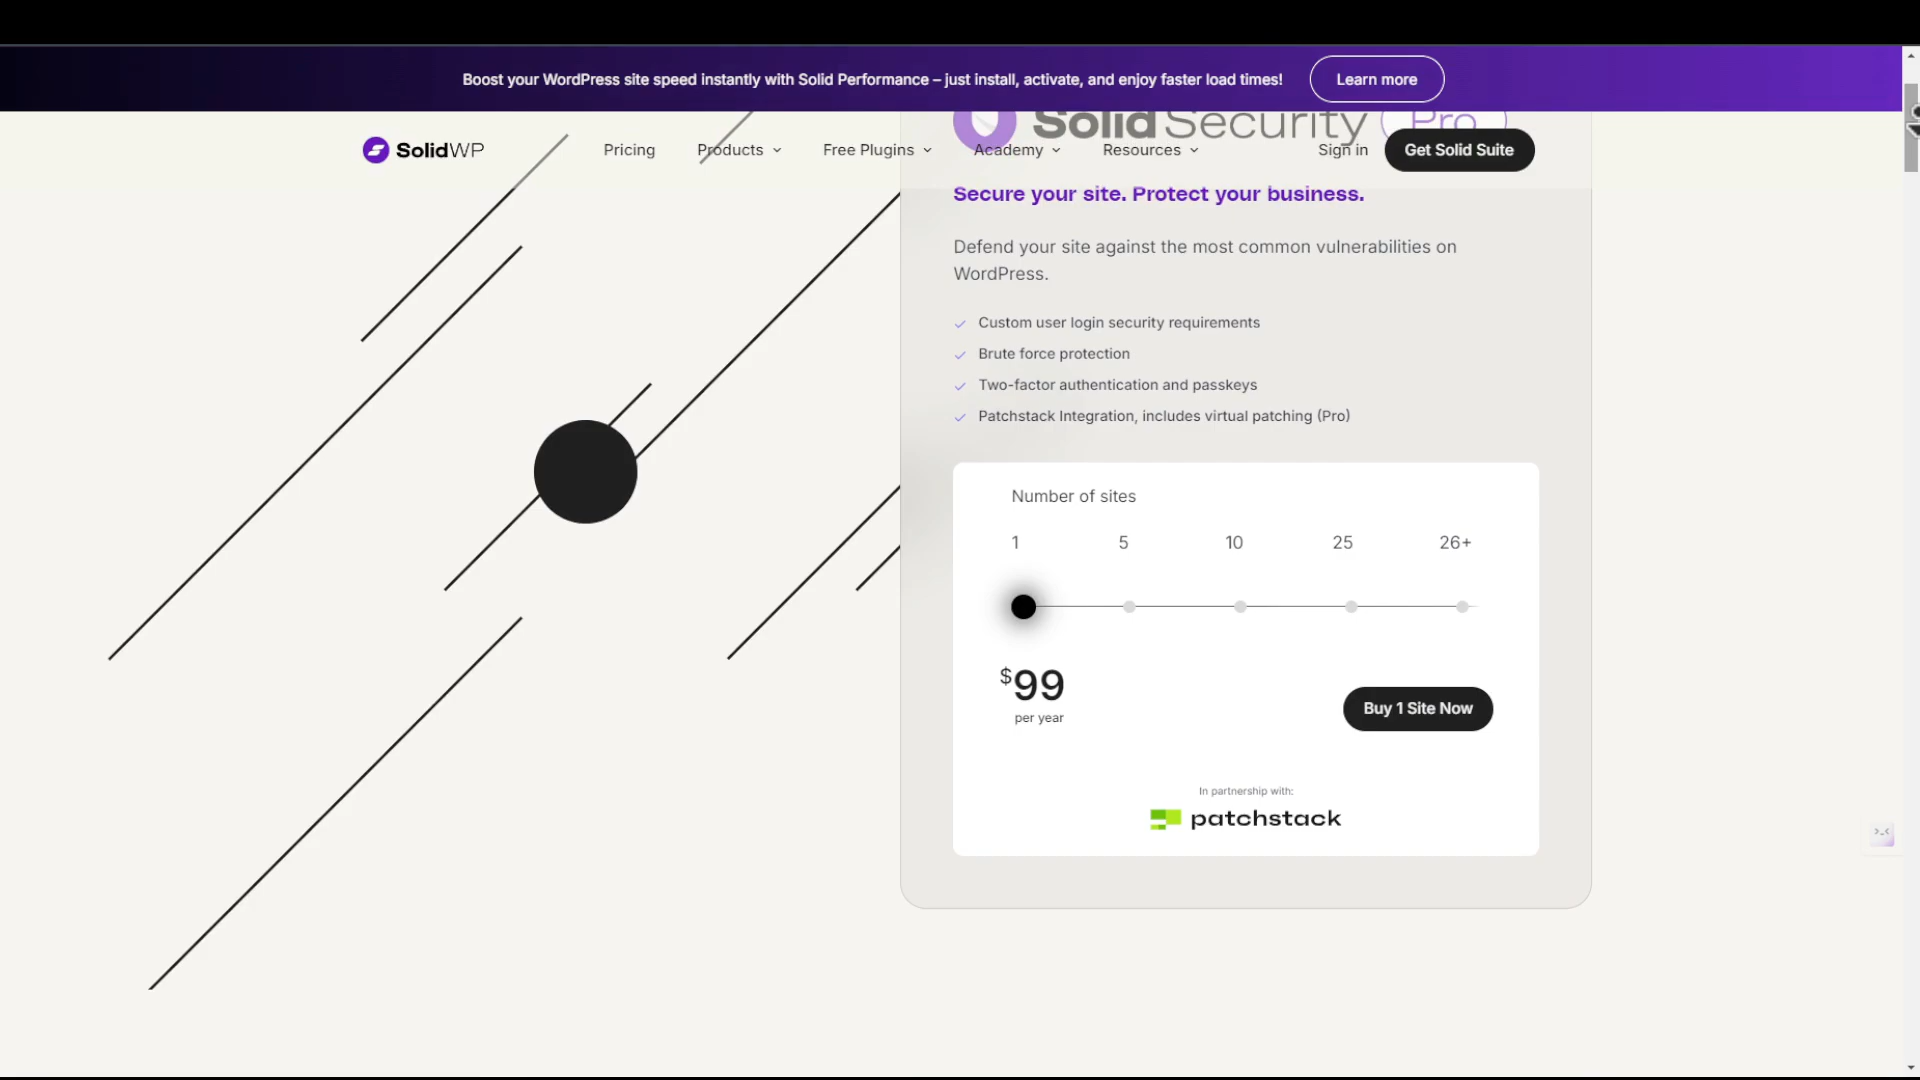 Boost your WordPress site speed instantly with Solid Performance – just install, activate, and enjoy faster load times!
Learn more
SolidWP
Pricing
Products
Free Plugins
Academy
Resources
Sign in
Get Solid Suite
Solid Security Pro
Secure your site. Protect your business.
Defend your site against the most common vulnerabilities on
WordPress.
Custom user login security requirements
Brute force protection
Two-factor authentication and passkeys
Patchstack Integration, includes virtual patching (Pro)
Number of sites
1 5 10 25 26+
$99
per year
Buy 1 Site Now
In partnership with:
patchstack